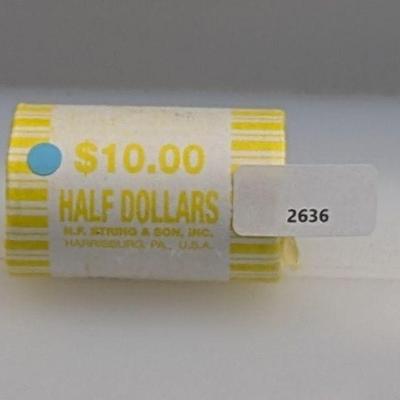 $10.00
HALF DOLLARS
N.F. STRING & SON, INC.
HARRISBURG, PA., U.S.A.
2636